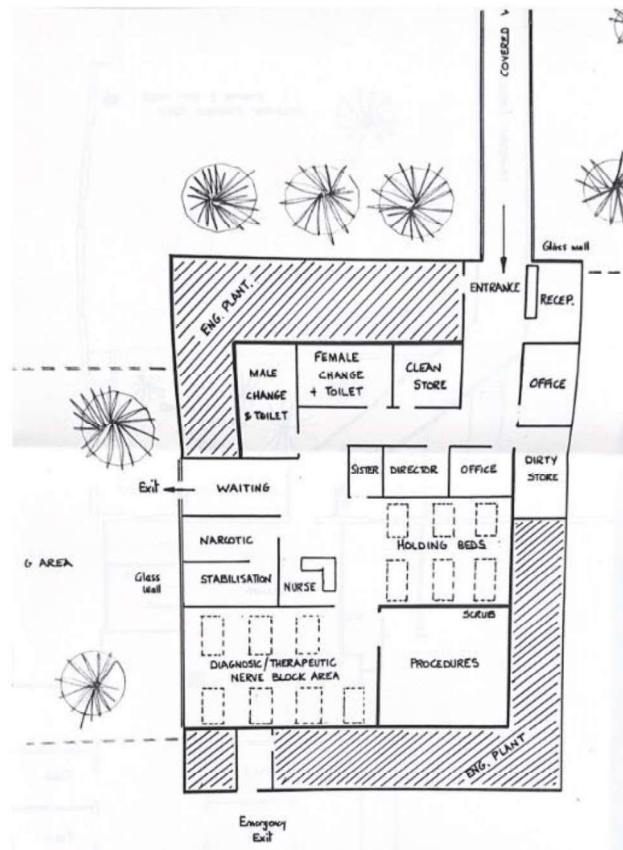 COVERED
Glass wall
ENTRANCE
RECEP.
ENG. PLANT.
MALE
CHANGE
& TOILET
FEMALE
CHANGE
+ TOILET
CLEAN
STORE
OFFICE
SISTER
DIRECTOR
OFFICE
DIRTY
STORE
Exit
WAITING
NARCOTIC
HOLDING BEDS
G AREA
Glass
Wall
STABILISATION
NURSE
SCRUB
DIAGNOSIC/THERAPEUTIC
NERVE BLOCK AREA
PROCEDURES
ENG. PLANT
Emergency
Exit